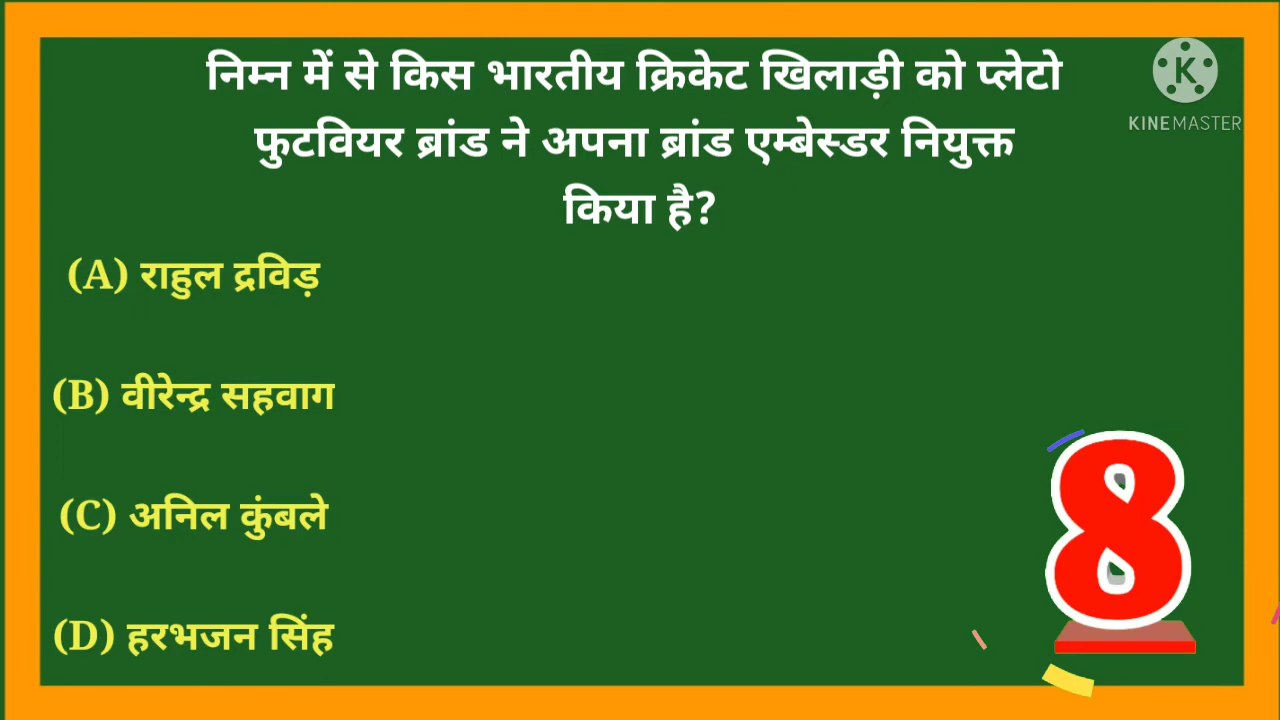 निम्न में से किस भारतीय क्रिकेट खिलाड़ी को प्लेटो
फुटवियर ब्रांड ने अपना ब्रांड एम्बेस्डर नियुक्त
किया है?
K
KINEMASTER
(A) राहुल द्रविड़
(B) वीरेन्द्र सहवाग
(C) अनिल कुंबले
(D) हरभजन सिंह
8